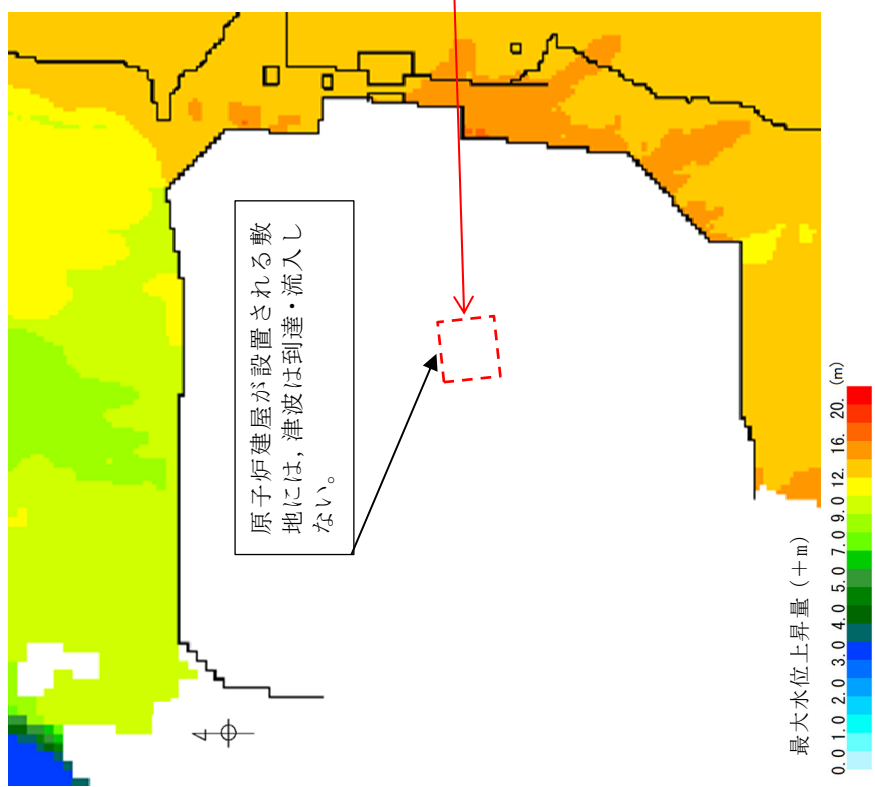 原子炉建屋が設置される敷
地には，津波は到達・流入し
ない。
4
最大水位上昇量（＋m）
0.0 1.0 2.0 3.0 4.0 5.0 7.0 9.0 12. 16. 20. (m)